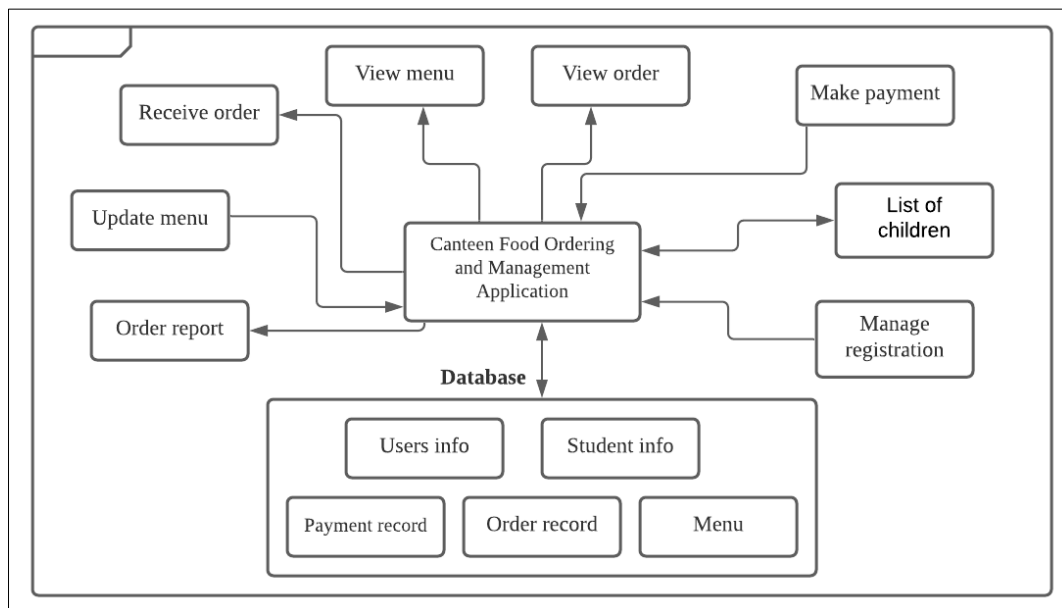 View menu
View order
Make payment
Receive order
List of
children
Update menu
Canteen Food Ordering
and Management
Application
Order report
Manage
registration
Database
Users info
Student info
Payment record
Order record
Menu